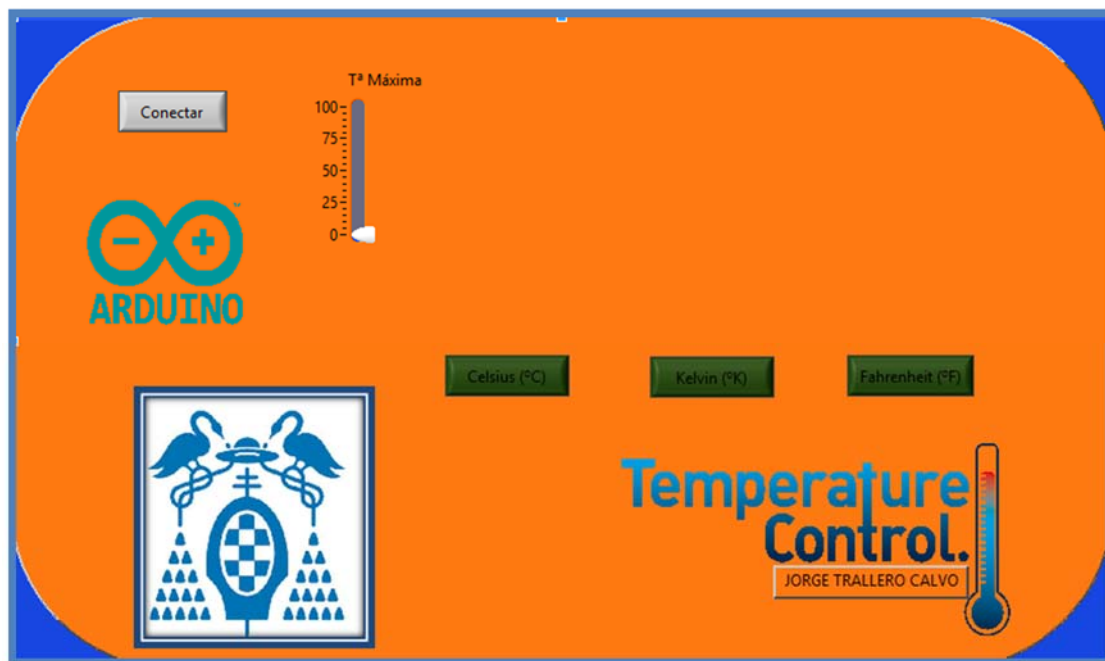 Tª Máxima
Conectar
100
75
50
25
0
™
ARDUINO
Celsius (ºC)
Kelvin (ºK)
Fahrenheit (ºF)
Temperature
Control.
JORGE TRALLERO CALVO